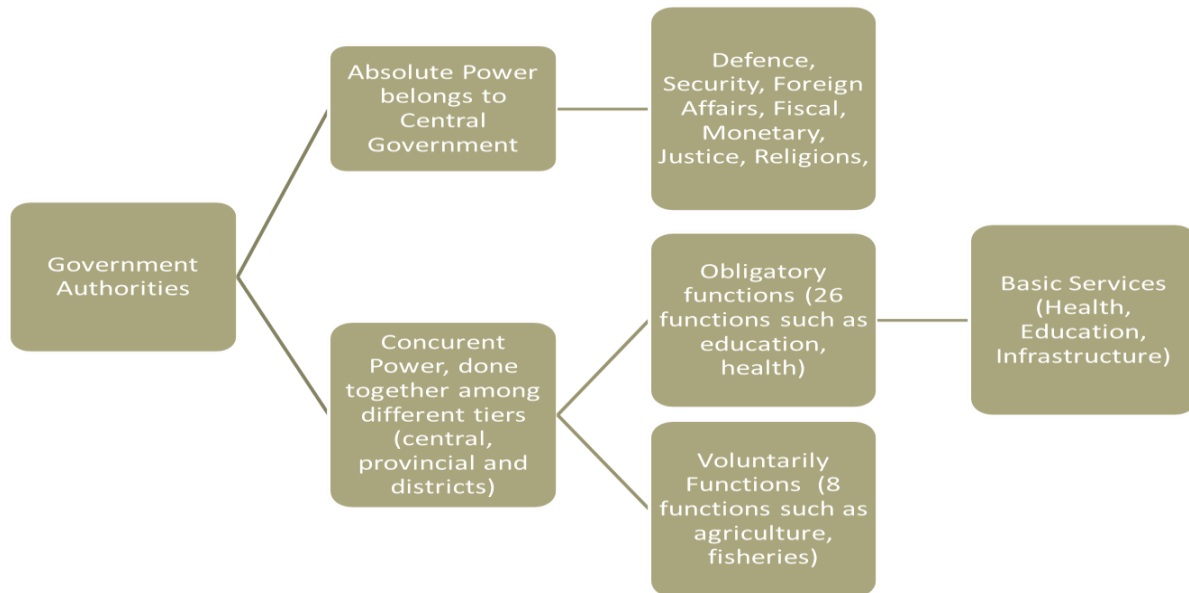 Government
Authorities
Absolute Power
belongs to
Central
Government
Defence,
Security, Foreign
Affairs, Fiscal,
Monetary,
Justice, Religions,
Concurent
Power, done
together among
different tiers
(central,
provincial and
districts)
Obligatory
functions (26
functions such as
education,
health)
Basic Services
(Health,
Education,
Infrastructure)
Voluntarily
Functions (8
functions such as
agriculture,
fisheries)